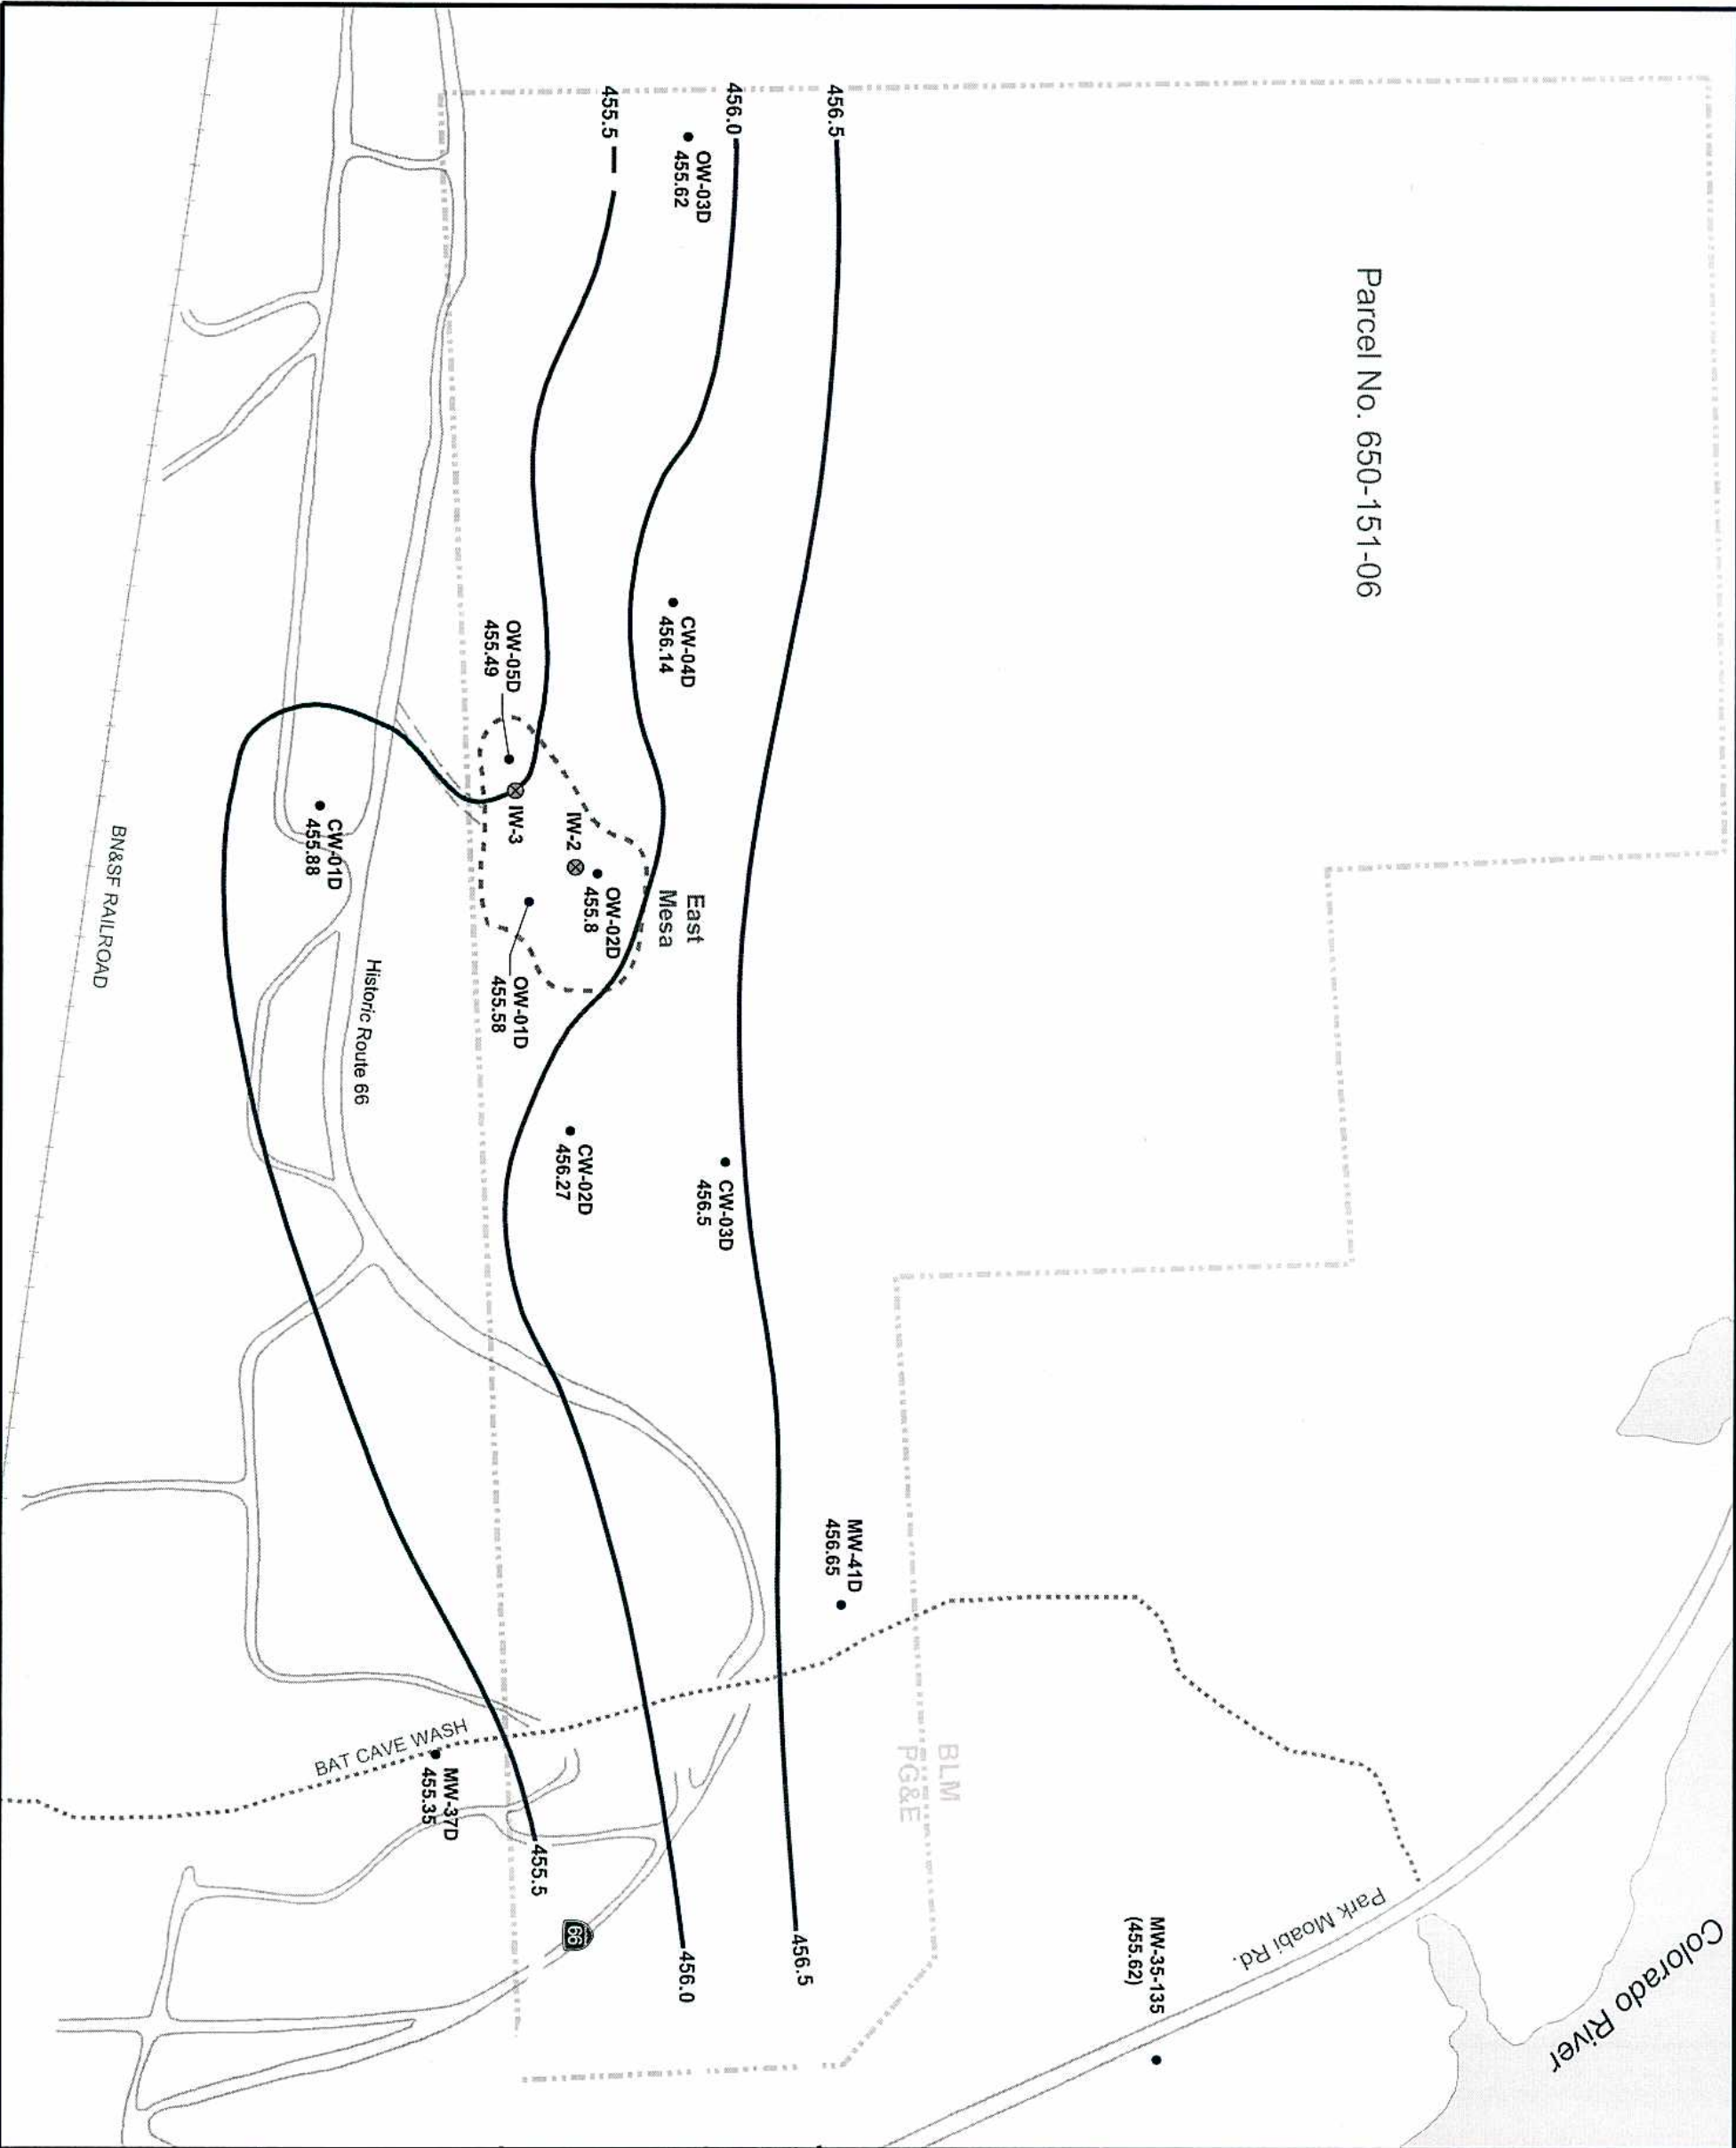 Parcel No. 650-151-06
456.5
456.0
455.5
OW-03D
455.62
CW-04D
456.14
OW-05D
455.49
IW-3
IW-2
OW-02D
455.8
East
Mesa
OW-01D
455.58
CW-01D
455.88
CW-02D
456.27
CW-03D
456.5
MW-41D
456.65
Historic Route 66
BN&SF RAILROAD
BLM
PG&E
BAT CAVE WASH
MW-37D
455.35
455.5
66
456.0
456.5
MW-35-135
(455.62)
Park Moabi Rd.
Colorado River